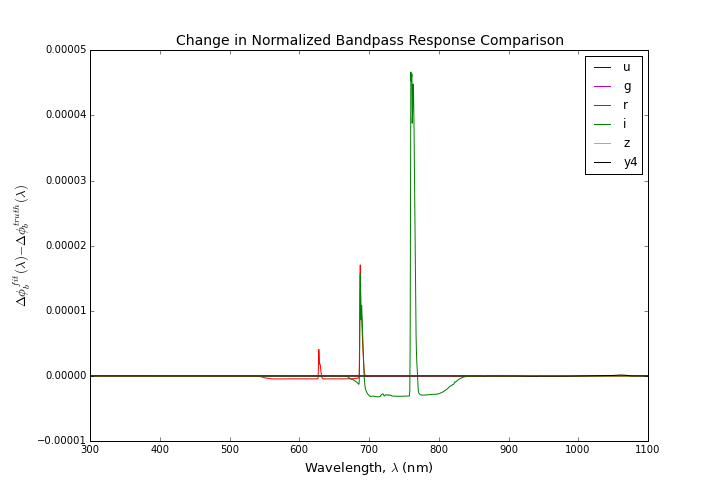 Change in Normalized Bandpass Response Comparison
Δϕ_b^{fit}(λ)−Δϕ_b^{truth}(λ)
0.00005
0.00004
0.00003
0.00002
0.00001
0.00000
−0.00001
u
g
r
i
z
y4
300 400 500 600 700 800 900 1000 1100
Wavelength, λ (nm)